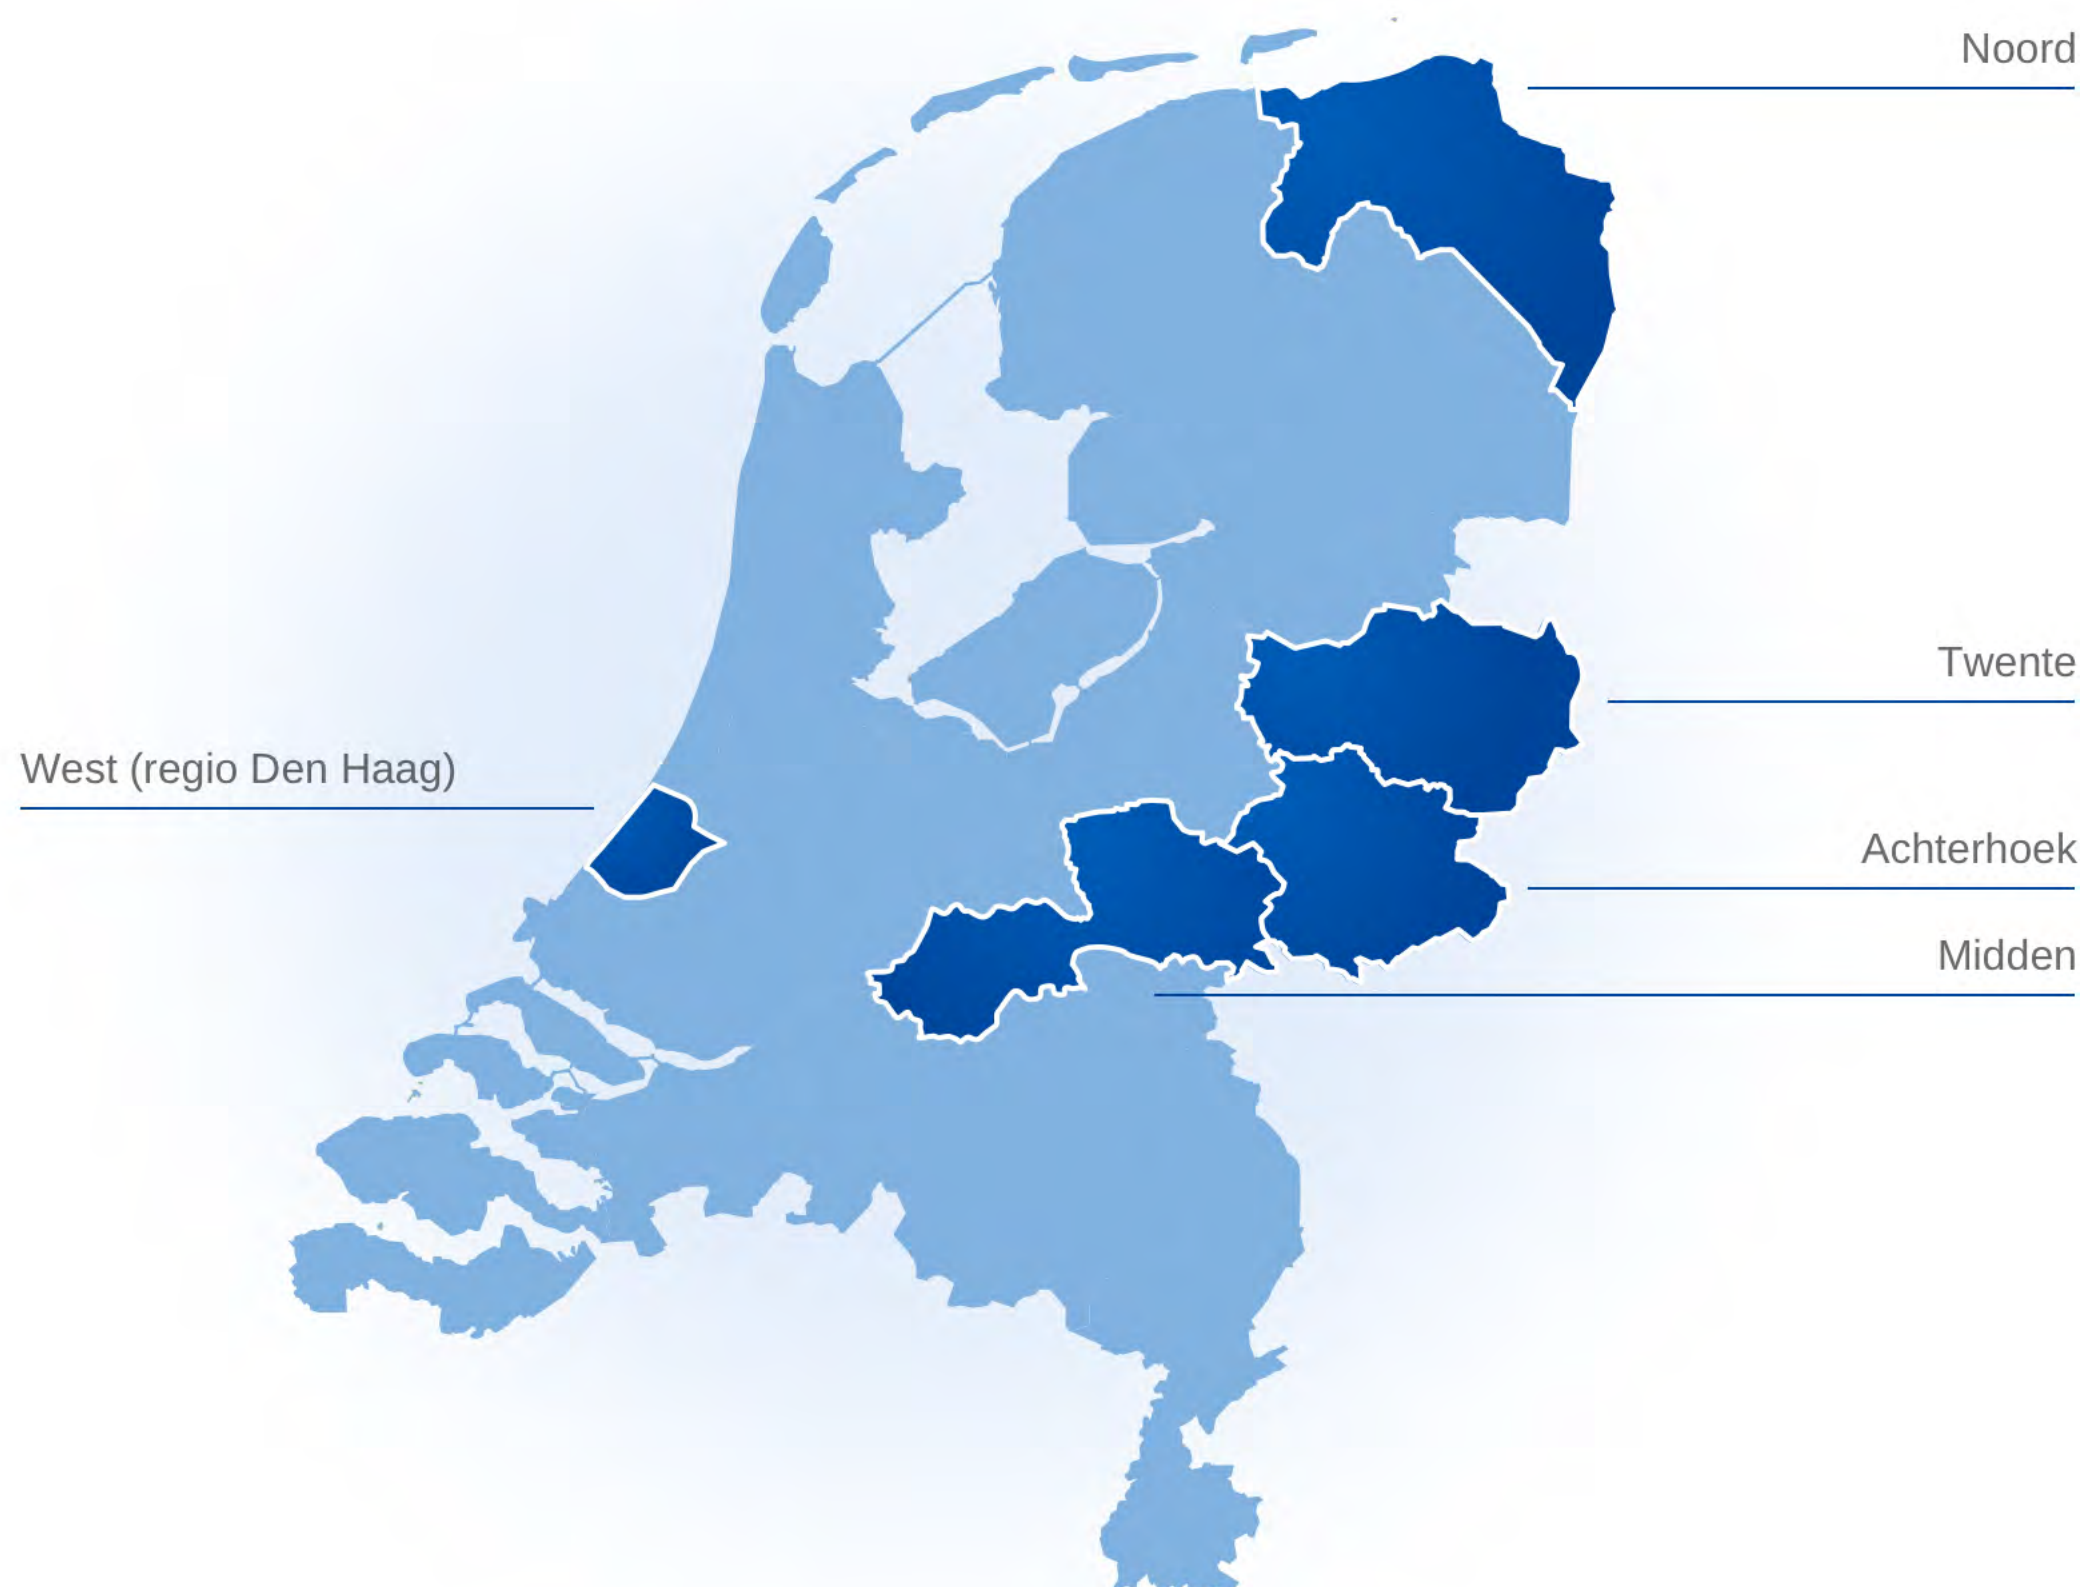 Noord
Twente
West (regio Den Haag)
Achterhoek
Midden